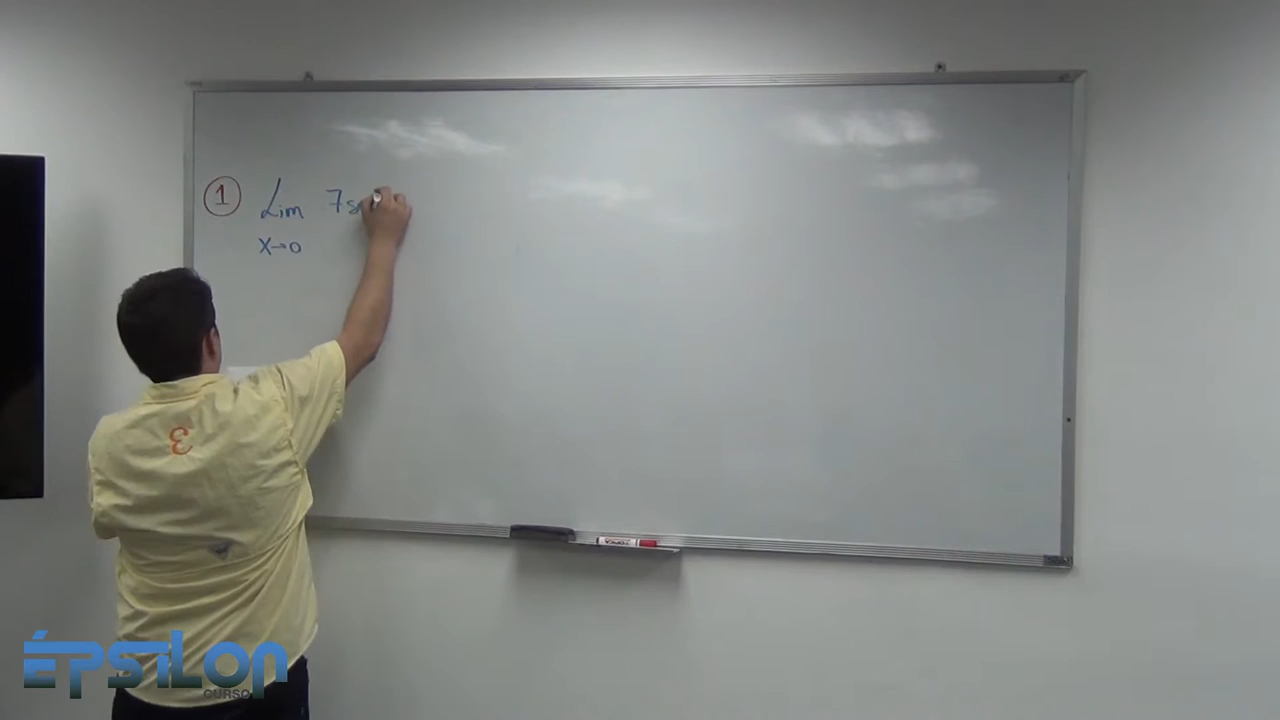 1 Lim 7s
x→0
ε
ÉPSILON
CURSO